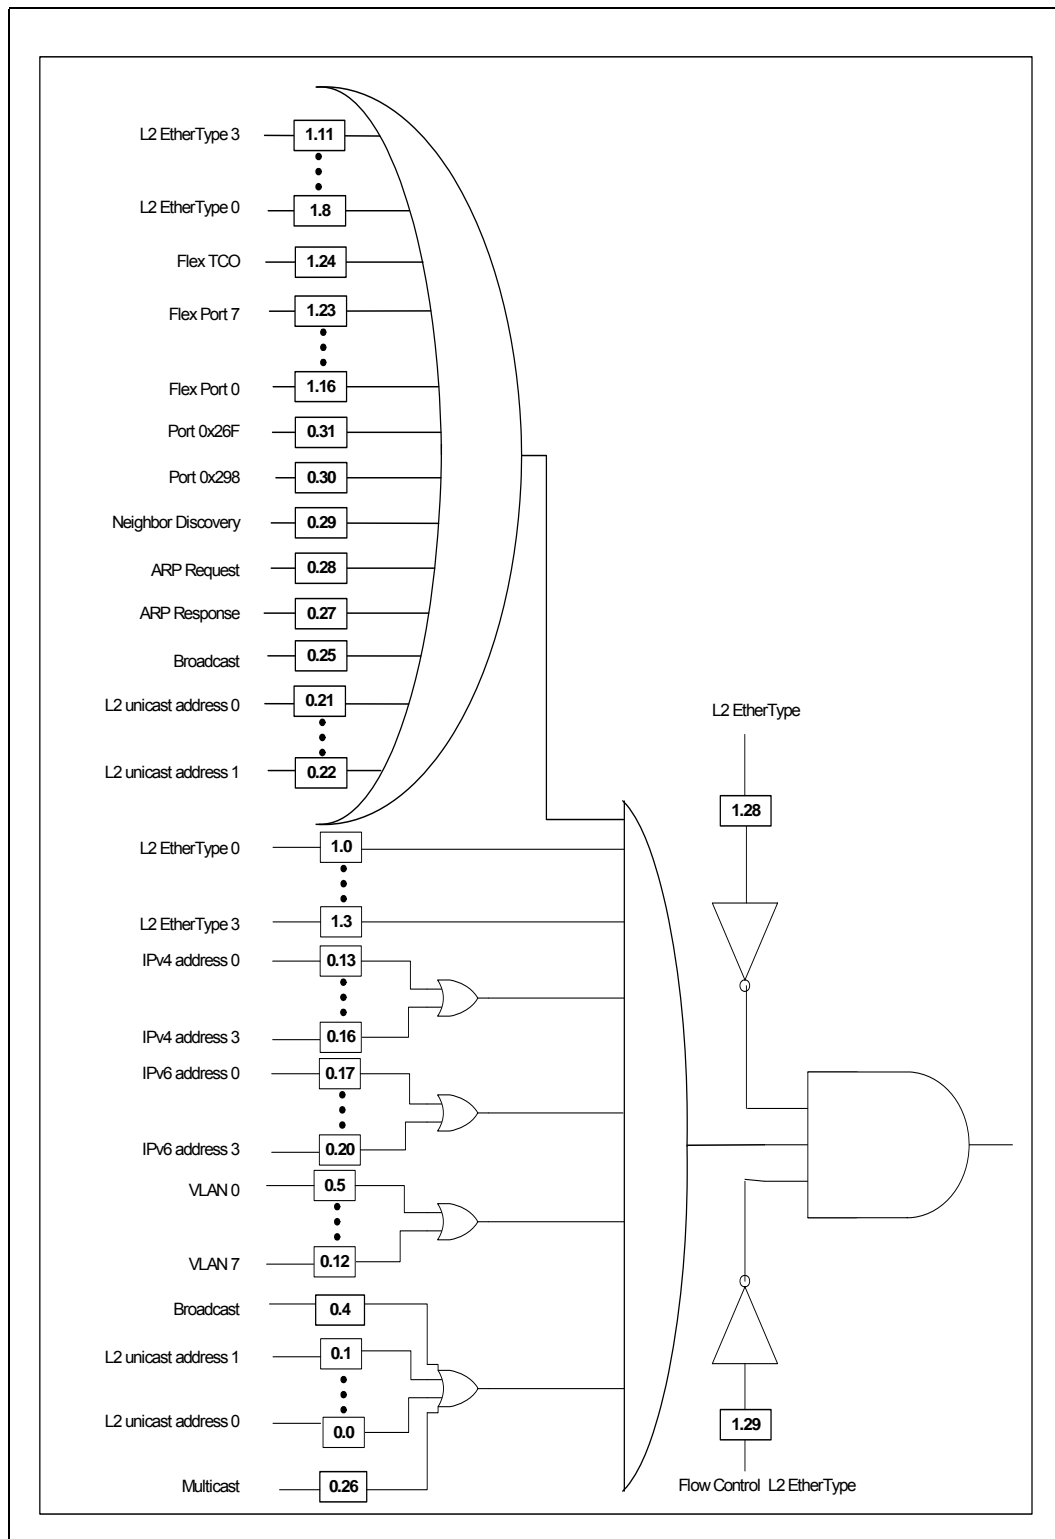 L2 EtherType 3 1.11
L2 EtherType 0 1.8
Flex TCO 1.24
Flex Port 7 1.23
Flex Port 0 1.16
Port 0x26F 0.31
Port 0x298 0.30
Neighbor Discovery 0.29
ARP Request 0.28
ARP Response 0.27
Broadcast 0.25
L2 unicast address 0 0.21
L2 unicast address 1 0.22
L2 EtherType
1.28
L2 EtherType 0 1.0
L2 EtherType 3 1.3
IPv4 address 0 0.13
IPv4 address 3 0.16
IPv6 address 0 0.17
IPv6 address 3 0.20
VLAN 0 0.5
VLAN 7 0.12
Broadcast 0.4
L2 unicast address 1 0.1
L2 unicast address 0 0.0
Multicast 0.26
1.29
Flow Control L2 EtherType